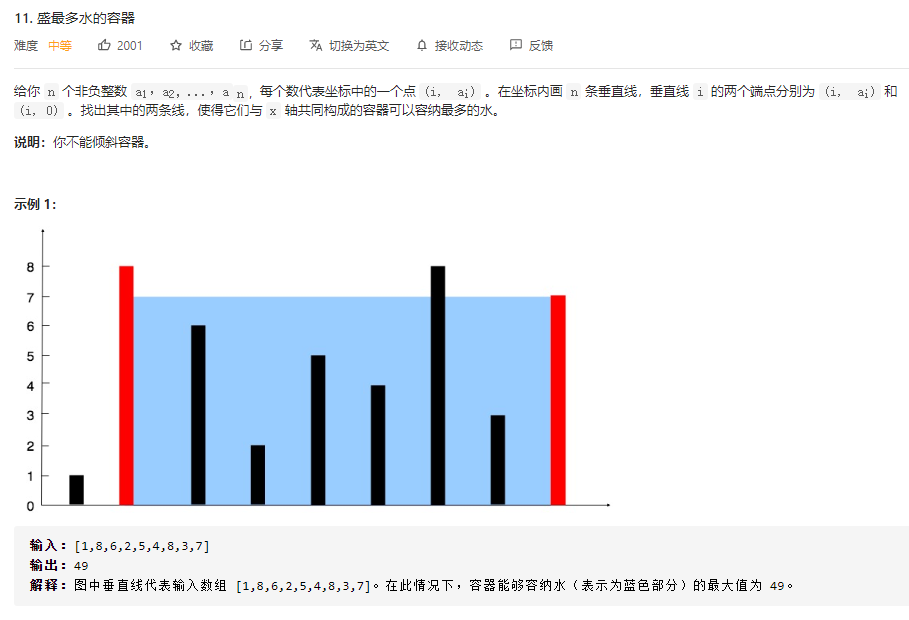 11. 盛最多水的容器
难度 中等 2001 收藏 分享 切换为英文 接收动态 反馈
给你 n 个非负整数 a1，a2，...，a n，每个数代表坐标中的一个点 (i, ai) 。在坐标内画 n 条垂直线，垂直线 i 的两个端点分别为 (i, ai) 和
(i, 0) 。找出其中的两条线，使得它们与 x 轴共同构成的容器可以容纳最多的水。
说明：你不能倾斜容器。
示例 1：
8
7
6
5
4
3
2
1
0
输入：[1,8,6,2,5,4,8,3,7]
输出：49
解释：图中垂直线代表输入数组 [1,8,6,2,5,4,8,3,7]。在此情况下，容器能够容纳水（表示为蓝色部分）的最大值为 49。